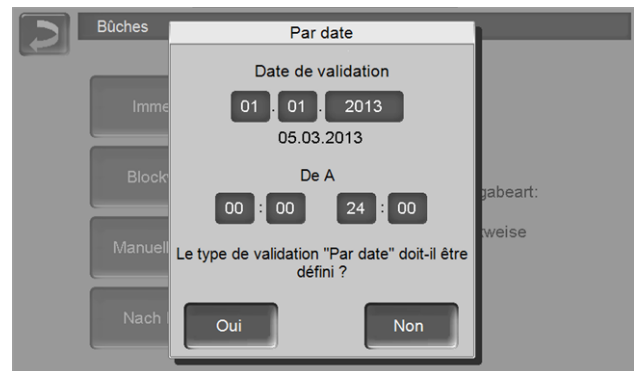 Bûches
Par date
Date de validation
01 . 01 . 2013
05.03.2013
De A
00 : 00 24 : 00
Le type de validation "Par date" doit-il être
défini ?
Oui Non
Imme
Block
Manuell
Nach
gabeart:
weise